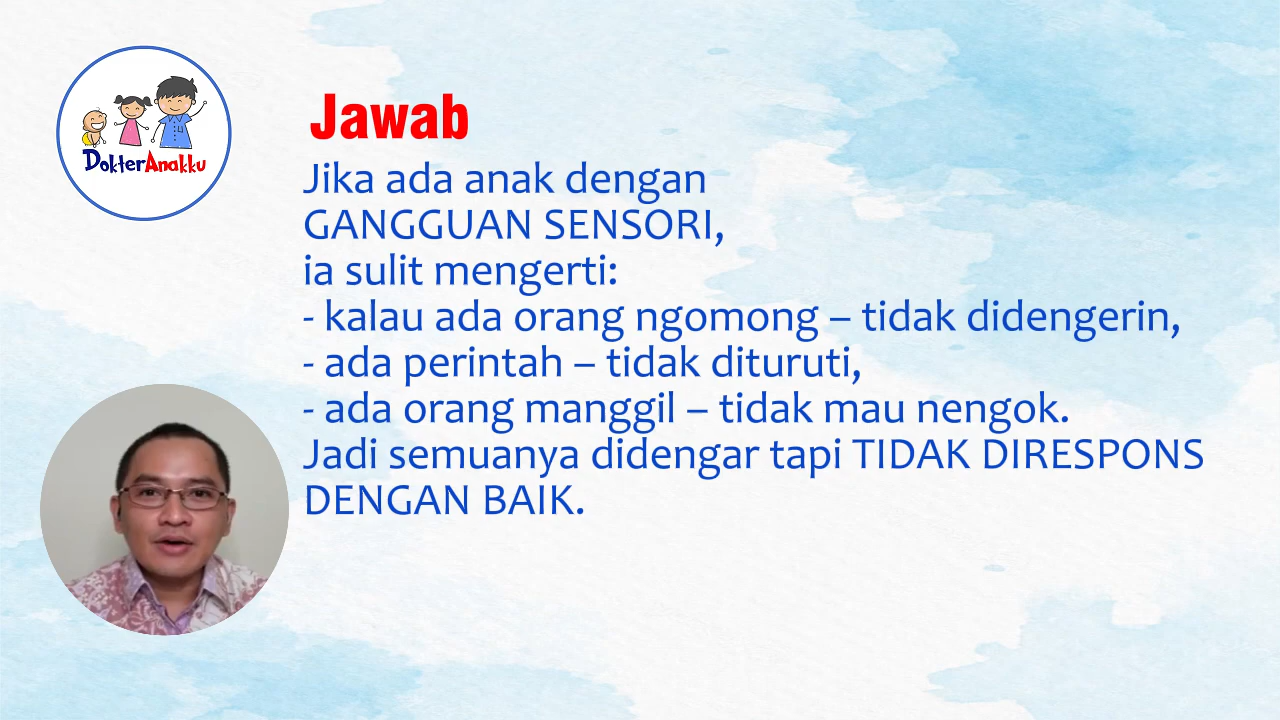 DokterAnakku
Jawab
Jika ada anak dengan
GANGGUAN SENSORI,
ia sulit mengerti:
- kalau ada orang ngomong – tidak didengerin,
- ada perintah – tidak dituruti,
- ada orang manggil – tidak mau nengok.
Jadi semuanya didengar tapi TIDAK DIRESPONS
DENGAN BAIK.